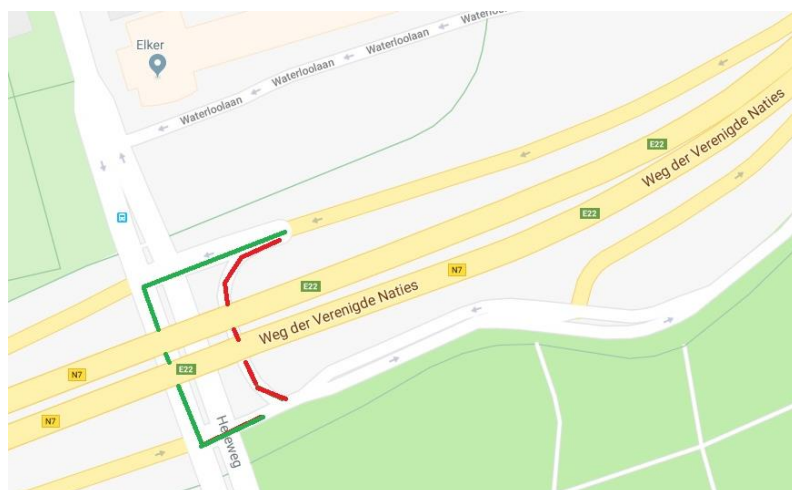 Elker
Waterloolaan
Waterloolaan
Waterloolaan
Waterloolaan
E22
Weg der Verenigde Naties
E22
E22
N7
Weg der Verenigde Naties
E22
N7
N7
Hereweg